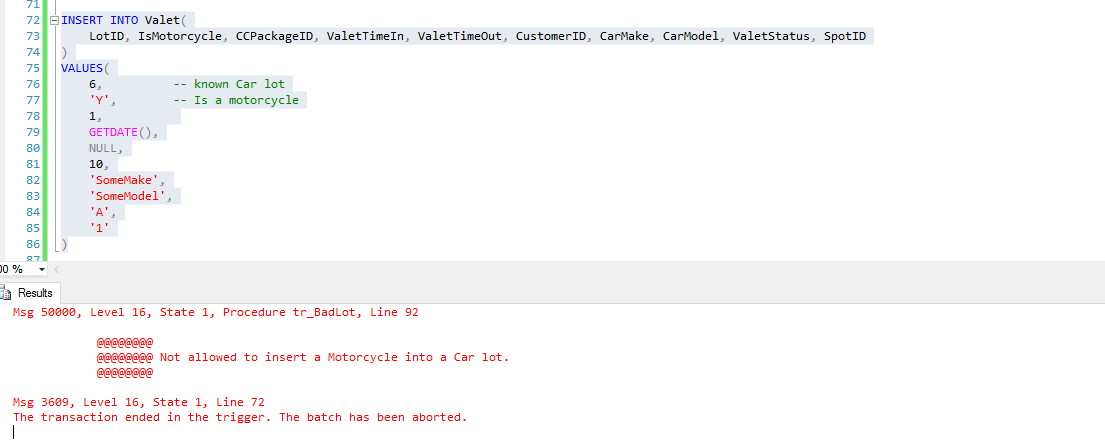 71
72 INSERT INTO Valet(
73 LotID, IsMotorcycle, CCPackageID, ValetTimeIn, ValetTimeOut, CustomerID, CarMake, CarModel, ValetStatus, SpotID
74 )
75 VALUES(
76 6, -- known Car lot
77 'Y', -- Is a motorcycle
78 1,
79 GETDATE(),
80 NULL,
81 10,
82 'SomeMake',
83 'SomeModel',
84 'A',
85 '1'
86 )
87
00 %
Results
Msg 50000, Level 16, State 1, Procedure tr_BadLot, Line 92
@@@@@@@@
@@@@@@@@ Not allowed to insert a Motorcycle into a Car lot.
@@@@@@@@
Msg 3609, Level 16, State 1, Line 72
The transaction ended in the trigger. The batch has been aborted.